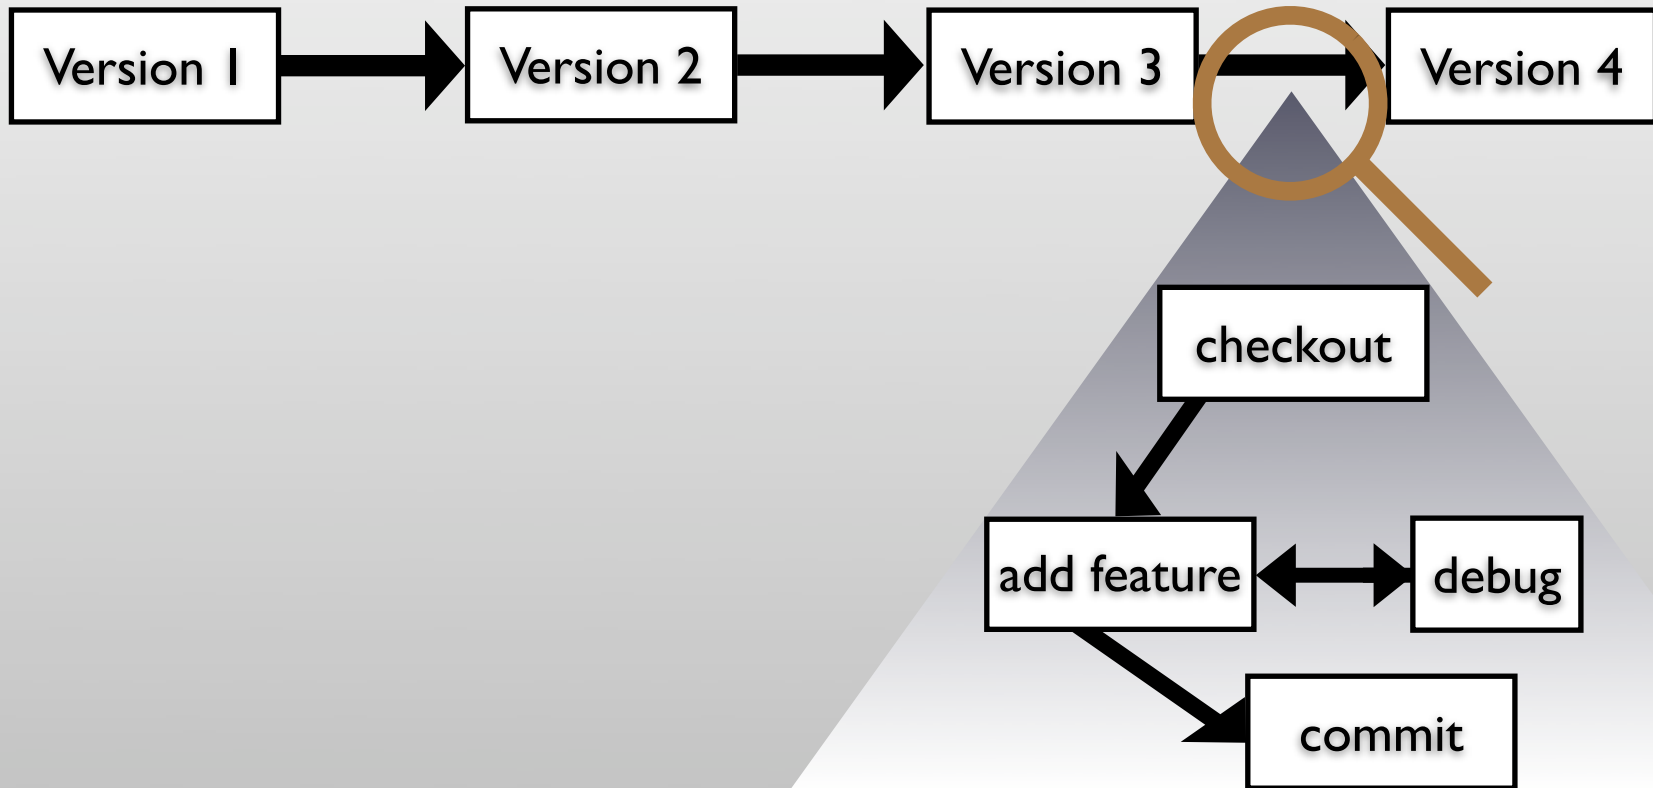 Version 1
Version 2
Version 3
Version 4
checkout
add feature
debug
commit